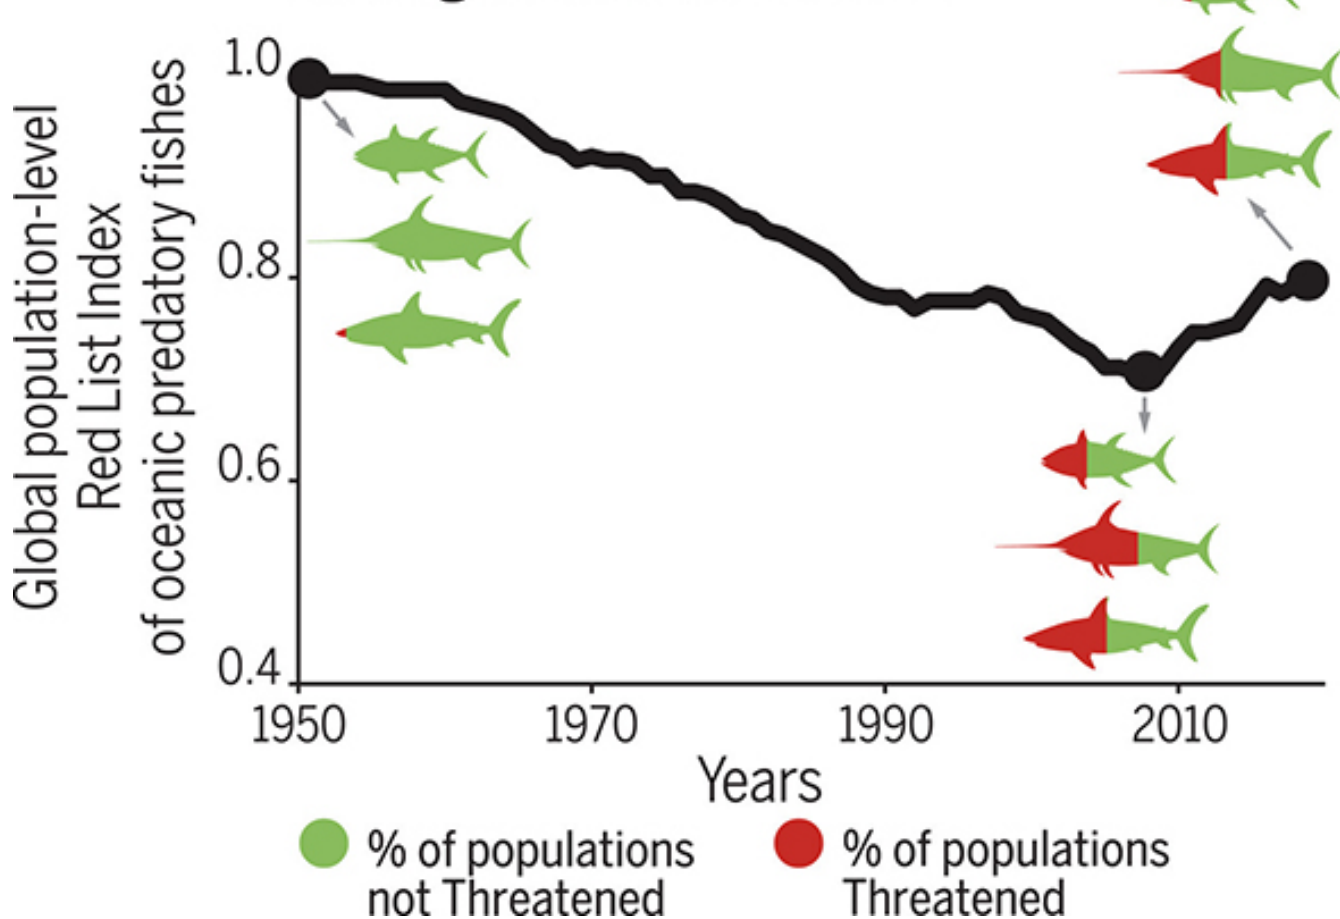 Global population-level
Red List Index
of oceanic predatory fishes
1.0
0.8
0.6
0.4
1950 1970 1990 2010
Years
% of populations
not Threatened
% of populations
Threatened